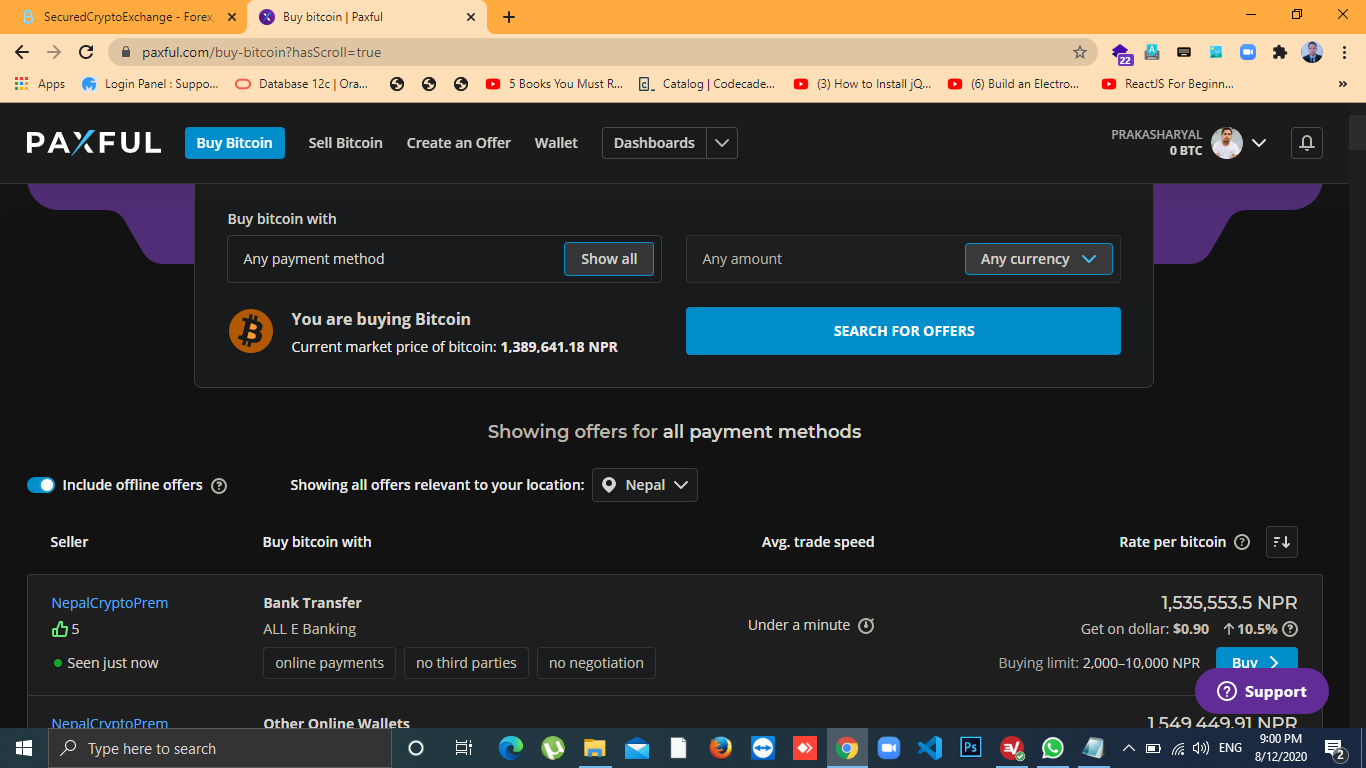 SecuredCryptoExchange - Forex,
Buy bitcoin | Paxful
paxful.com/buy-bitcoin?hasScroll=true
22
Apps
Login Panel : Suppo...
Database 12c | Ora...
5 Books You Must R...
Catalog | Codecade...
(3) How to Install jQ...
(6) Build an Electro...
ReactJS For Beginn...
PAXFUL
Buy Bitcoin
Sell Bitcoin
Create an Offer
Wallet
Dashboards
PRAKASHARYAL
0 BTC
Buy bitcoin with
Any payment method
Show all
Any amount
Any currency
You are buying Bitcoin
Current market price of bitcoin: 1,389,641.18 NPR
SEARCH FOR OFFERS
Showing offers for all payment methods
Include offline offers
Showing all offers relevant to your location:
Nepal
Seller
Buy bitcoin with
Avg. trade speed
Rate per bitcoin
NepalCryptoPrem
Bank Transfer
1,535,553.5 NPR
5
ALL E Banking
Under a minute
Get on dollar: $0.90 ↑10.5%
Seen just now
online payments
no third parties
no negotiation
Buying limit: 2,000–10,000 NPR
Buy
Support
NepalCryptoPrem
Other Online Wallets
1,549,449.91 NPR
Type here to search
Ps
ENG
9:00 PM
8/12/2020
2